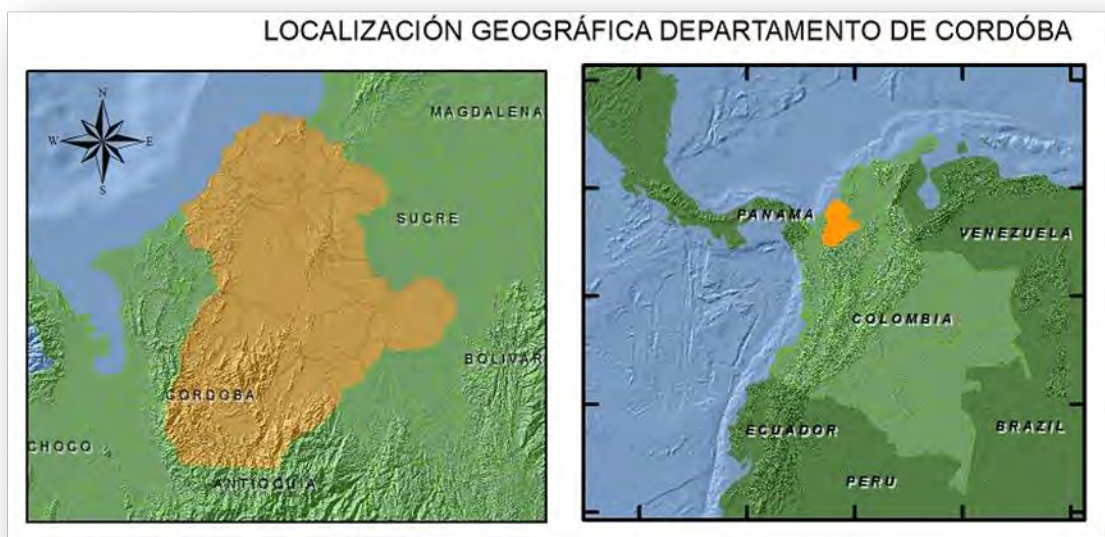 LOCALIZACIÓN GEOGRÁFICA DEPARTAMENTO DE CORDÓBA
N
W E
S
MAGDALENA
SUCRE
BOLIVAR
CORDOBA
CHOCO
ANTIOQUIA
PANAMA
VENEZUELA
COLOMBIA
ECUADOR
BRAZIL
PERU